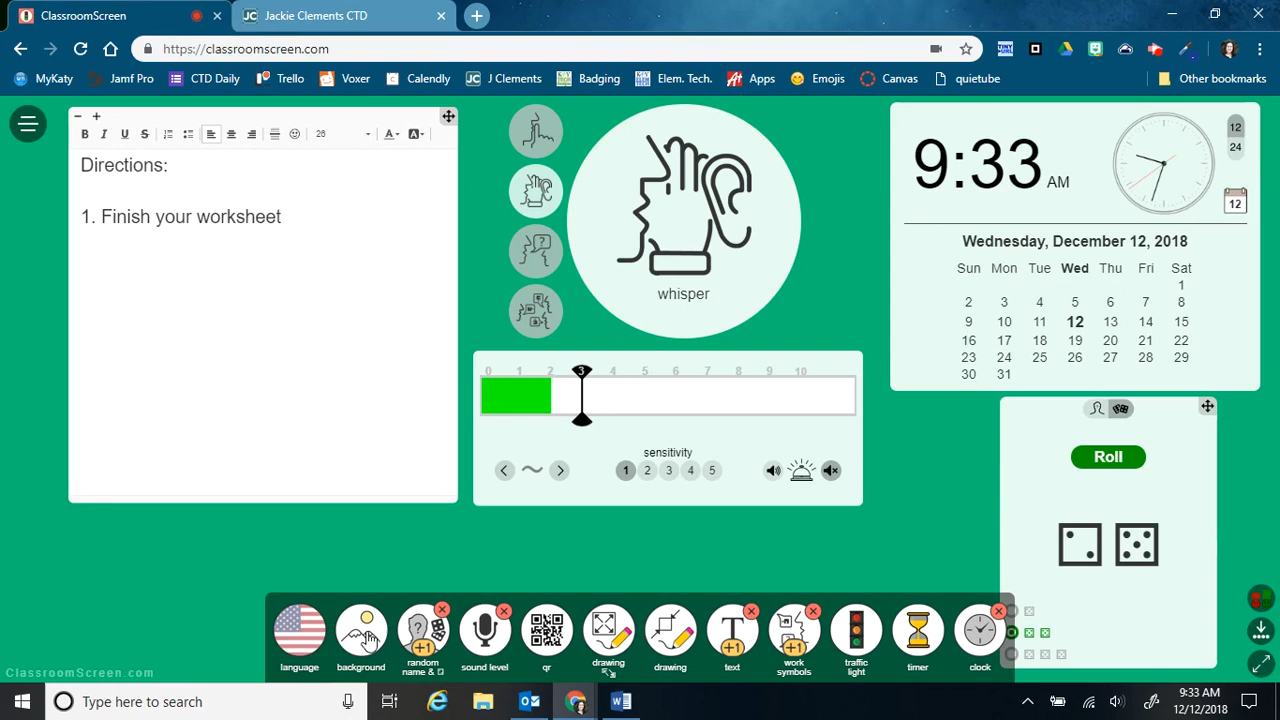 ClassroomScreen
Jackie Clements CTD
https://classroomscreen.com
MyKaty Jamf Pro CTD Daily Trello Voxer Calendly J Clements Badging Elem. Tech. Apps Emojis Canvas quietube Other bookmarks
B I U S 26 A A
Directions:
1. Finish your worksheet
whisper
9:33 AM
12
24
12
Wednesday, December 12, 2018
Sun Mon Tue Wed Thu Fri Sat
1
2 3 4 5 6 7 8
9 10 11 12 13 14 15
16 17 18 19 20 21 22
23 24 25 26 27 28 29
30 31
0 1 2 3 4 5 6 7 8 9 10
sensitivity
1 2 3 4 5
Roll
language
background
+1
random
name &
sound level
qr
drawing
drawing
T
+1
text
+1
work
symbols
traffic
light
timer
clock
Classroomscreen.com
Type here to search
9:33 AM
12/12/2018